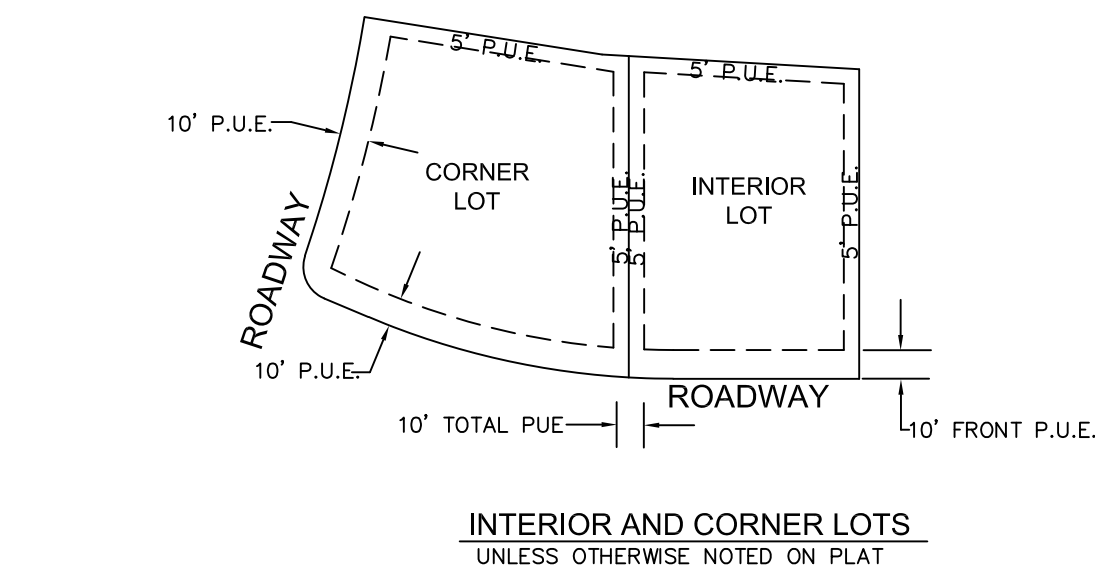 5' P.U.E.
5' P.U.E.
10' P.U.E.
CORNER
LOT
INTERIOR
LOT
5' P.U.E.
5' P.U.E.
5' P.U.E.
ROADWAY
10' P.U.E.
ROADWAY
10' TOTAL PUE
10' FRONT P.U.E.
INTERIOR AND CORNER LOTS
UNLESS OTHERWISE NOTED ON PLAT